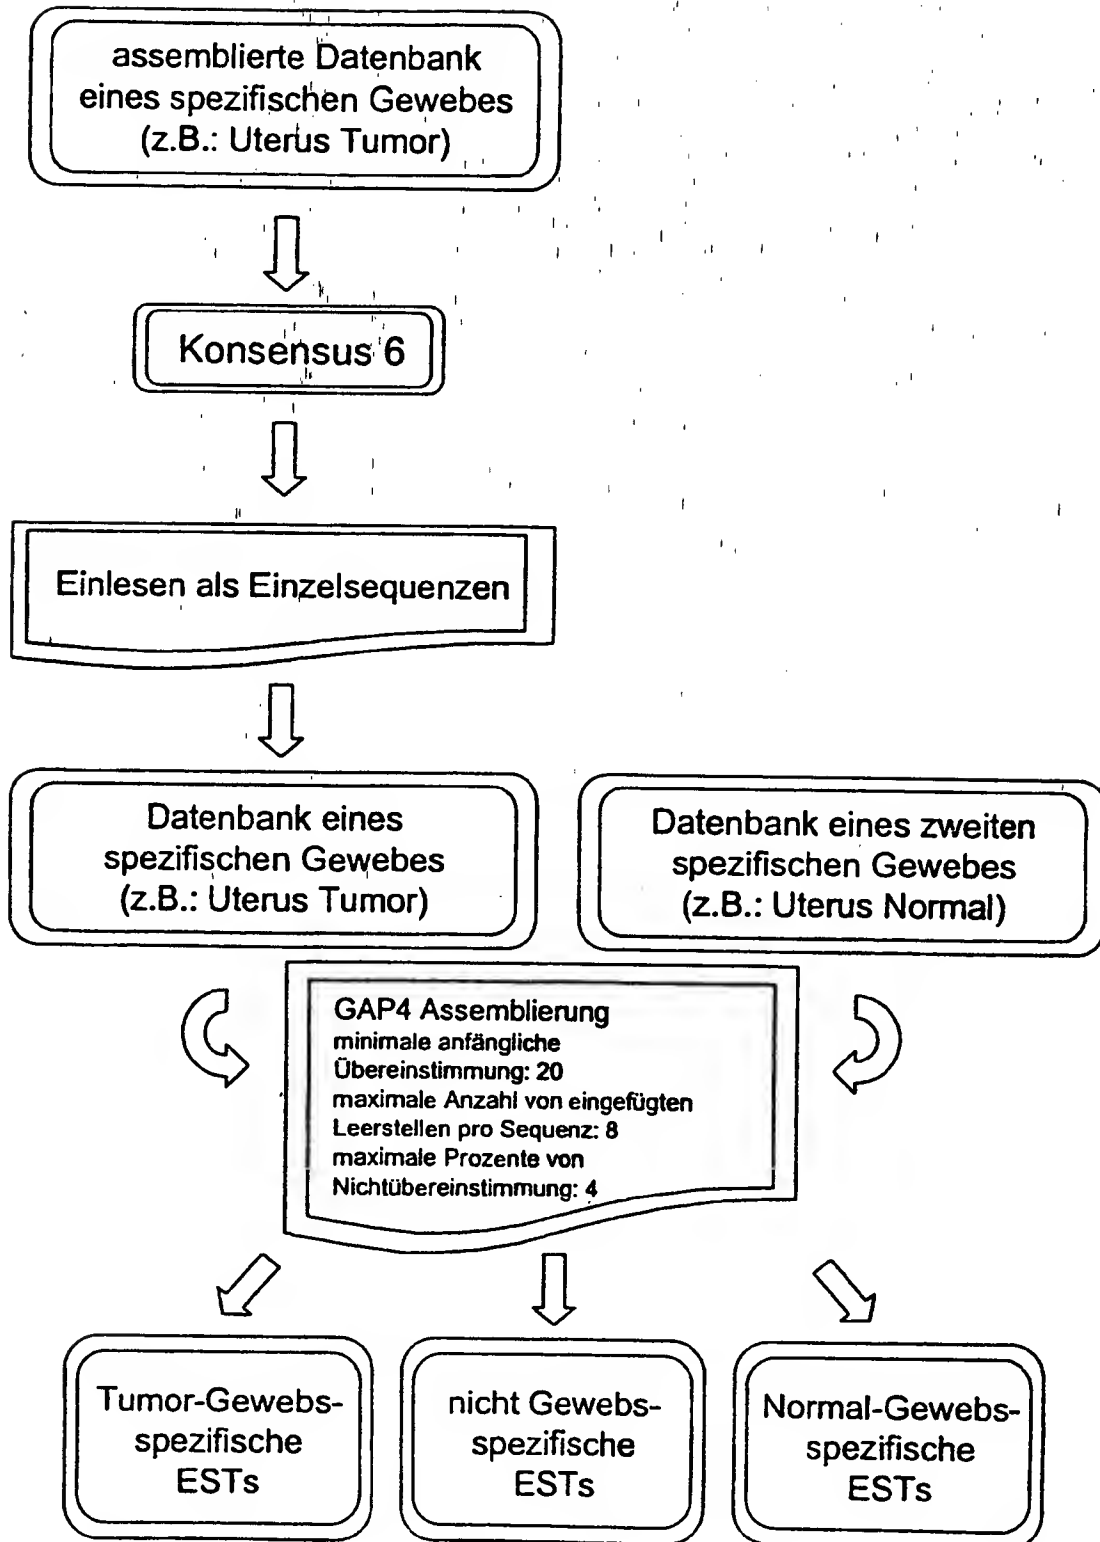 assemblierte Datenbank
eines spezifischen Gewebes
(z.B.: Uterus Tumor)
Konsensus 6
Einlesen als Einzelsequenzen
Datenbank eines
spezifischen Gewebes
(z.B.: Uterus Tumor)
Datenbank eines zweiten
spezifischen Gewebes
(z.B.: Uterus Normal)
GAP4 Assemblierung
minimale anfängliche
Übereinstimmung: 20
maximale Anzahl von eingefügten
Leerstellen pro Sequenz: 8
maximale Prozente von
Nichtübereinstimmung: 4
Tumor-Gewebs-
spezifische
ESTs
nicht Gewebs-
spezifische
ESTs
Normal-Gewebs-
spezifische
ESTs